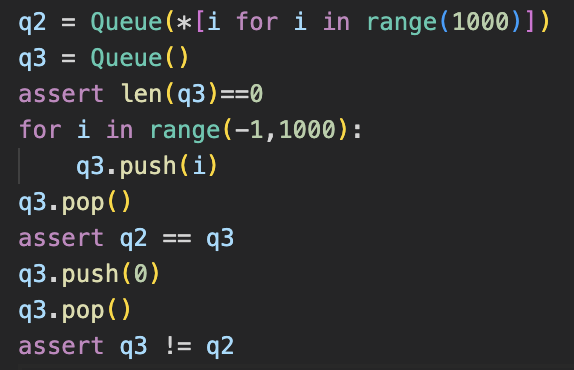 q2 = Queue(*[i for i in range(1000)])
q3 = Queue()
assert len(q3)==0
for i in range(-1,1000):
    q3.push(i)
q3.pop()
assert q2 == q3
q3.push(0)
q3.pop()
assert q3 != q2